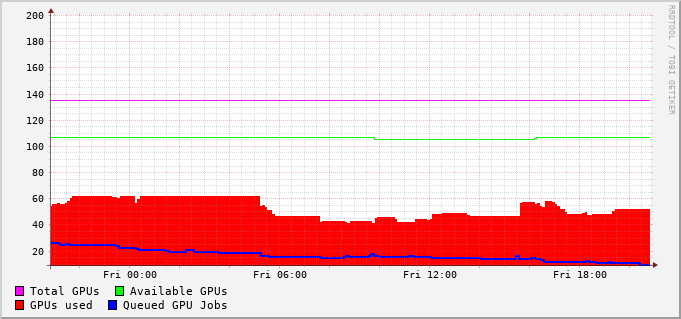 200
180
160
140
120
100
80
60
40
20
Fri 00:00 Fri 06:00 Fri 12:00 Fri 18:00
Total GPUs Available GPUs
GPUs used Queued GPU Jobs
RRDTOOL / TOBI OETIKER